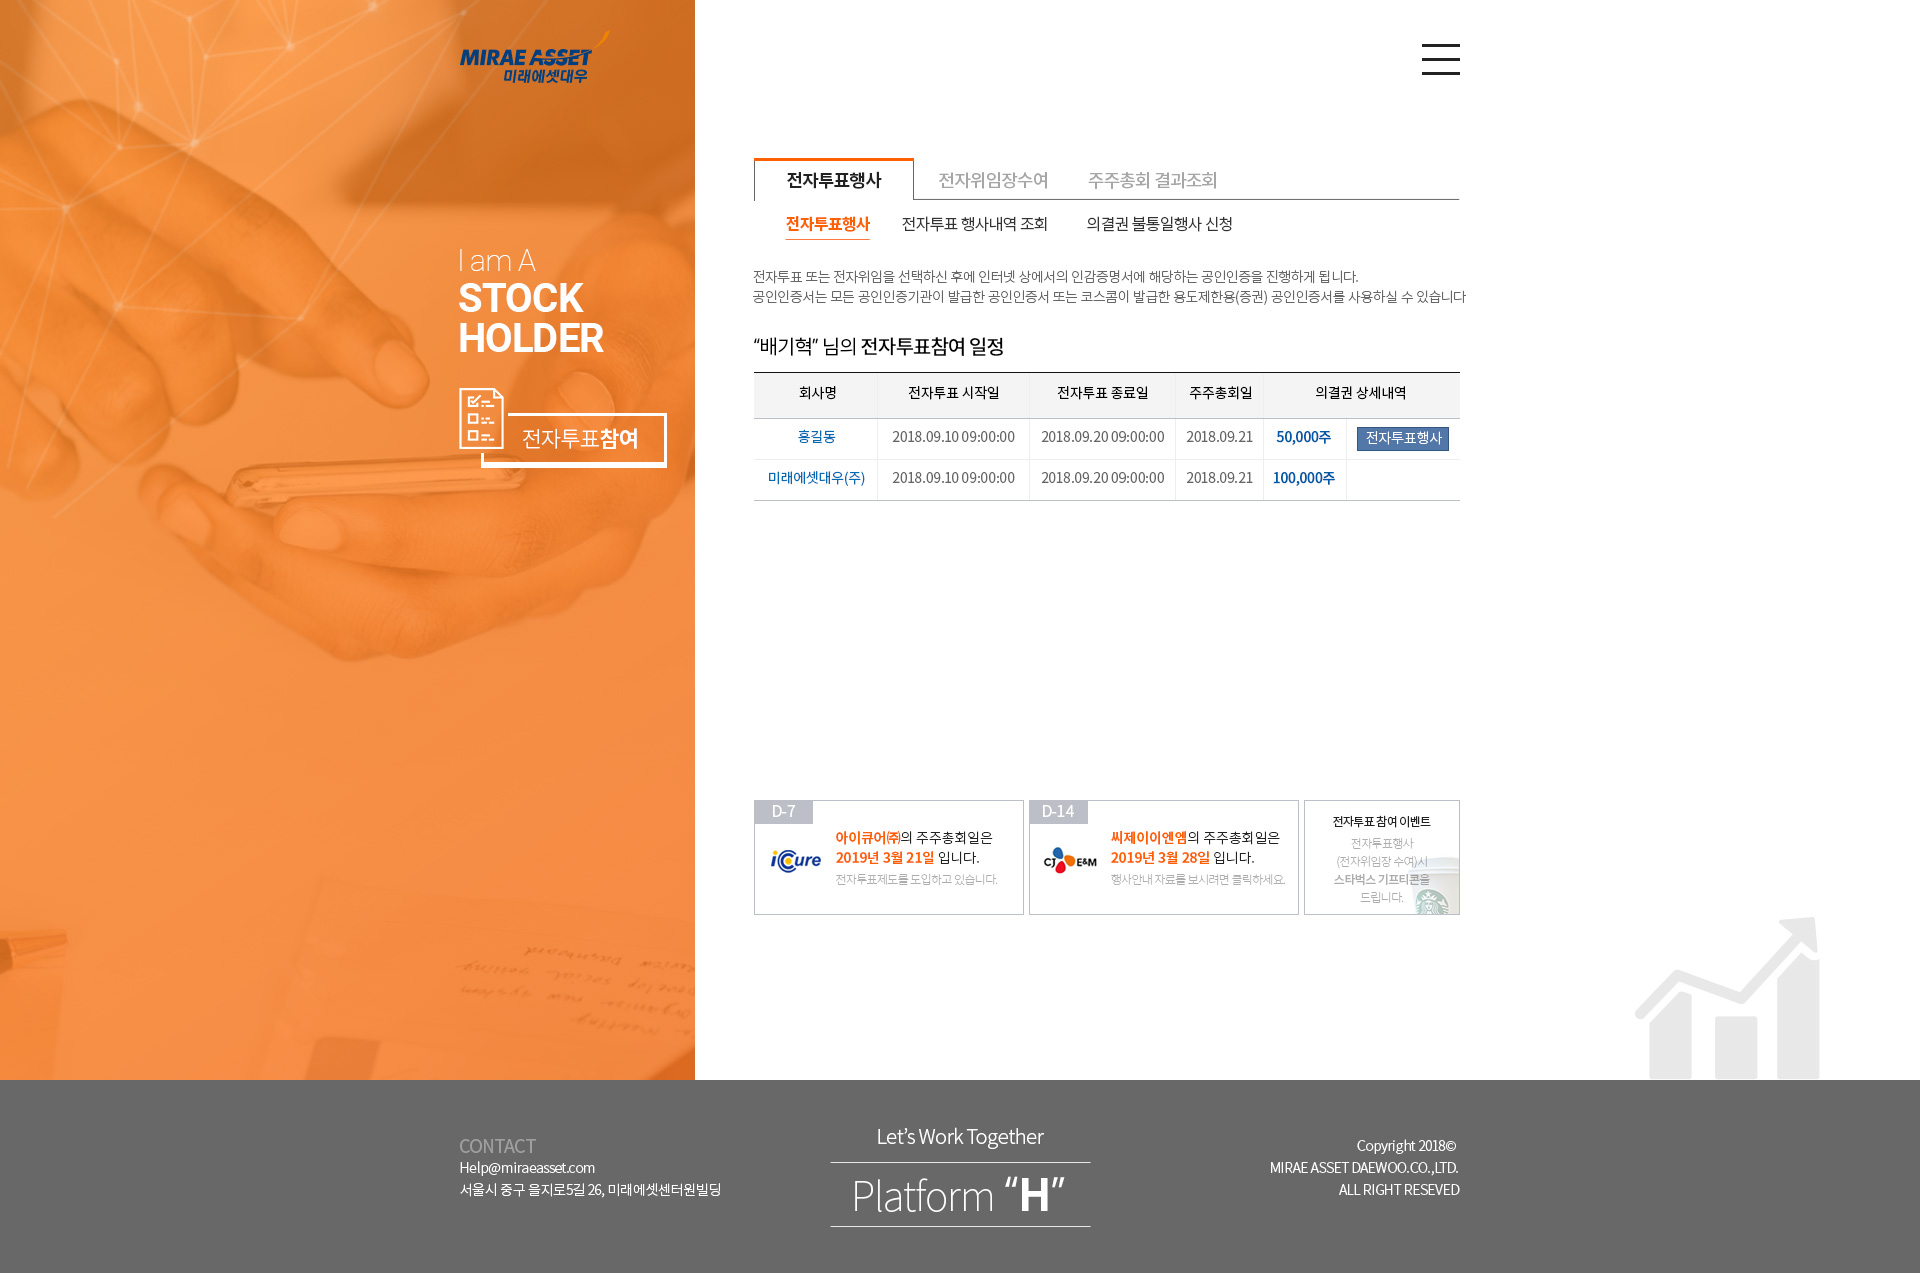 MIRAE ASSET
미래에셋대우
I am A
STOCK
HOLDER
전자투표참여
전자투표행사 전자위임장수여 주주총회 결과조회
전자투표행사 전자투표 행사내역 조회 의결권 불통일행사 신청
전자투표 또는 전자위임을 선택하신 후에 인터넷 상에서의 인감증명서에 해당하는 공인인증을 진행하게 됩니다.
공인인증서는 모든 공인인증기관이 발급한 공인인증서 또는 코스콤이 발급한 용도제한용(증권) 공인인증서를 사용하실 수 있습니다
“배기혁” 님의 전자투표참여 일정
회사명 전자투표 시작일 전자투표 종료일 주주총회일 의결권 상세내역
홍길동 2018.09.10 09:00:00 2018.09.20 09:00:00 2018.09.21 50,000주 전자투표행사
미래에셋대우(주) 2018.09.10 09:00:00 2018.09.20 09:00:00 2018.09.21 100,000주
D-7
iCure
아이큐어㈜의 주주총회일은
2019년 3월 21일 입니다.
전자투표제도를 도입하고 있습니다.
D-14
CJ E&M
씨제이이엔엠의 주주총회일은
2019년 3월 28일 입니다.
행사안내 자료를 보시려면 클릭하세요.
전자투표 참여 이벤트
전자투표행사
(전자위임장 수여)시
스타벅스 기프티콘을
드립니다.
CONTACT
Help@miraeasset.com
서울시 중구 을지로5길 26, 미래에셋센터원빌딩
Let’s Work Together
Platform “H”
Copyright 2018©
MIRAE ASSET DAEWOO.CO.,LTD.
ALL RIGHT RESEVED